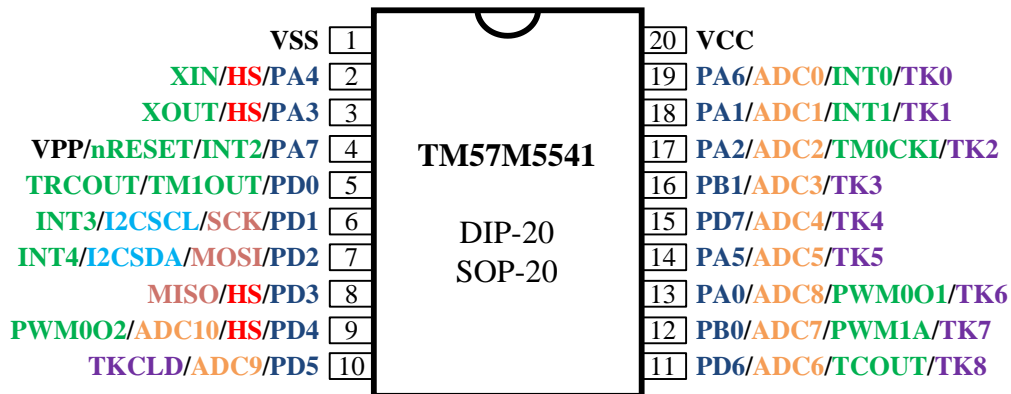 VSS 1
XIN/HS/PA4 2
XOUT/HS/PA3 3
VPP/nRESET/INT2/PA7 4
TRCOUT/TM1OUT/PD0 5
INT3/I2CSCL/SCK/PD1 6
INT4/I2CSDA/MOSI/PD2 7
MISO/HS/PD3 8
PWM0O2/ADC10/HS/PD4 9
TKCLD/ADC9/PD5 10
TM57M5541
DIP-20
SOP-20
20 VCC
19 PA6/ADC0/INT0/TK0
18 PA1/ADC1/INT1/TK1
17 PA2/ADC2/TM0CKI/TK2
16 PB1/ADC3/TK3
15 PD7/ADC4/TK4
14 PA5/ADC5/TK5
13 PA0/ADC8/PWM0O1/TK6
12 PB0/ADC7/PWM1A/TK7
11 PD6/ADC6/TCOUT/TK8